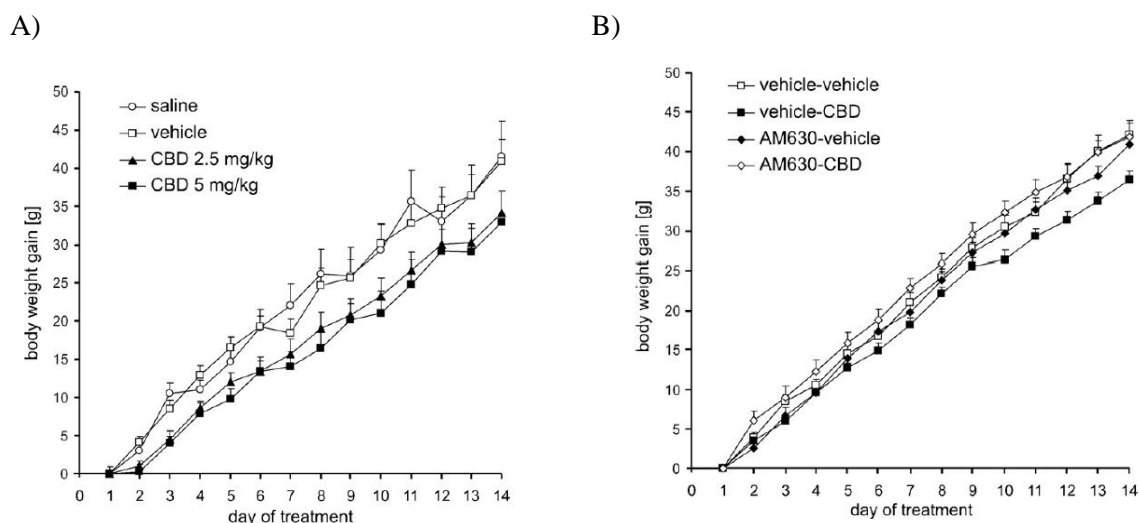 A)
50
45
40
35
30
25
20
15
10
5
0
body weight gain [g]
saline
vehicle
CBD 2.5 mg/kg
CBD 5 mg/kg
0 1 2 3 4 5 6 7 8 9 10 11 12 13 14
day of treatment
B)
50
45
40
35
30
25
20
15
10
5
0
body weight gain [g]
vehicle-vehicle
vehicle-CBD
AM630-vehicle
AM630-CBD
0 1 2 3 4 5 6 7 8 9 10 11 12 13 14
day of treatment